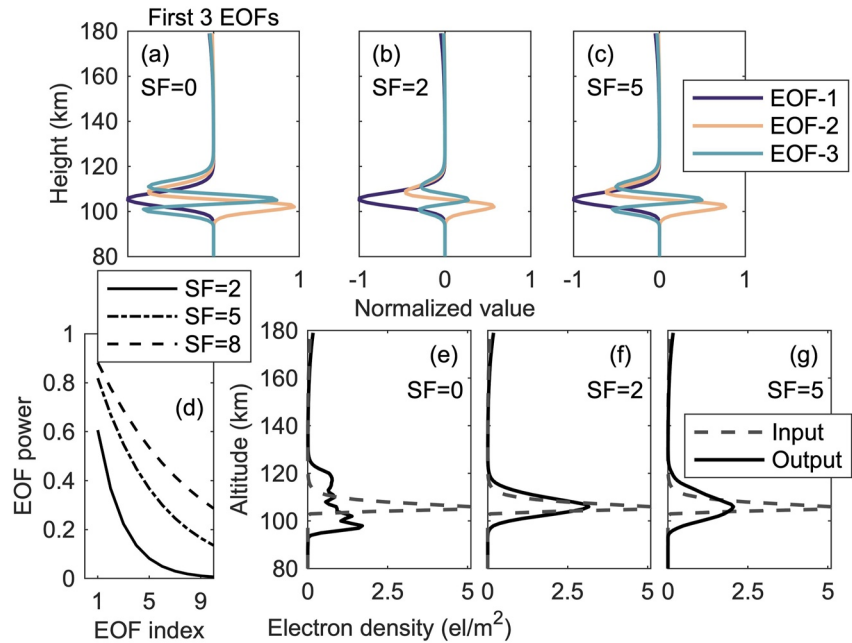 First 3 EOFs
180
160
140
120
100
80
Height (km)
(a)
SF=0
1
(b)
SF=2
-1
0
1
(c)
SF=5
-1
0
1
Normalized value
EOF-1
EOF-2
EOF-3
SF=2
SF=5
SF=8
1
0.8
0.6
0.4
0.2
0
EOF power
(d)
1
5
9
EOF index
180
160
140
120
100
80
Altitude (km)
(e)
SF=0
0
2.5
5
(f)
SF=2
0
2.5
5
(g)
SF=5
0
2.5
5
Input
Output
Electron density (el/m²)